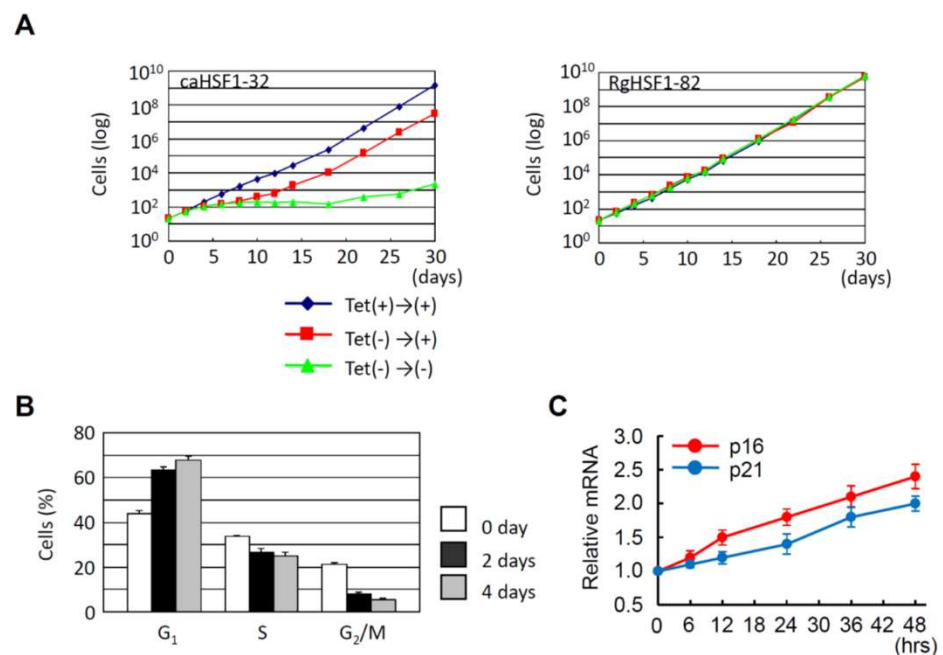 A
caHSF1-32
RgHSF1-82
Cells (log)
10¹⁰
10⁸
10⁶
10⁴
10²
10⁰
0 5 10 15 20 25 30
(days)
Cells (log)
10¹⁰
10⁸
10⁶
10⁴
10²
10⁰
0 5 10 15 20 25 30
(days)
Tet(+)→(+)
Tet(-)→(+)
Tet(-)→(-)
B
Cells (%)
80
60
40
20
0
G₁ S G₂/M
0 day
2 days
4 days
C
Relative mRNA
3.0
2.5
2.0
1.5
1.0
0.5
p16
p21
0 6 12 18 24 30 36 42 48
(hrs)